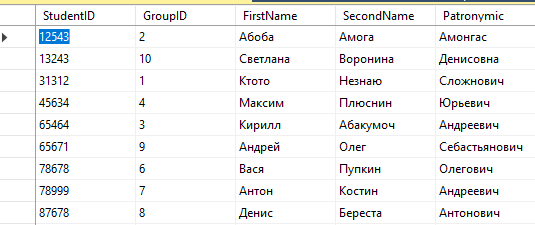 StudentID GroupID FirstName SecondName Patronymic
12543 2 Абоба Амога Амонгас
13243 10 Светлана Воронина Денисовна
31312 1 Ктото Незнаю Сложнович
45634 4 Максим Плюснин Юрьевич
65464 3 Кирилл Абакумоч Андреевич
65671 9 Андрей Олег Себастьянович
78678 6 Вася Пупкин Олегович
78999 7 Антон Костин Андреевич
87678 8 Денис Береста Антонович